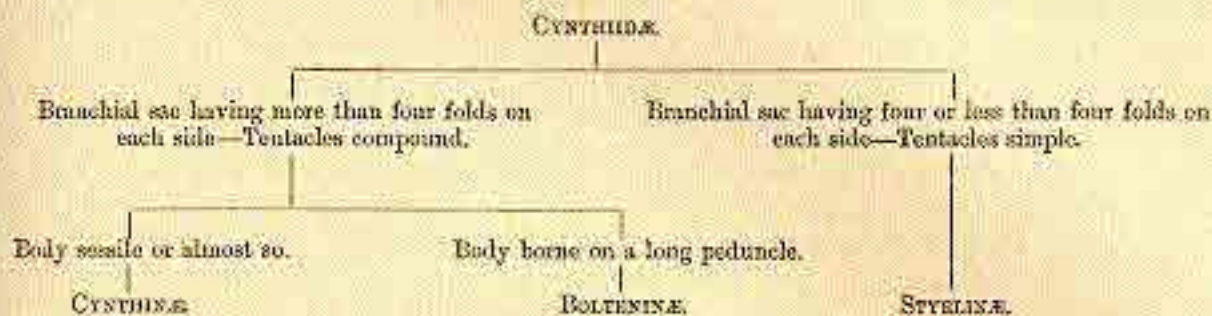 CYNTHIIDÆ.
Branchial sac having more than four folds on
each side—Tentacles compound.
Branchial sac having four or less than four folds on
each side—Tentacles simple.
Body sessile or almost so.
Body borne on a long peduncle.
CYNTHINÆ.
BOLTENINÆ.
STYELINÆ.